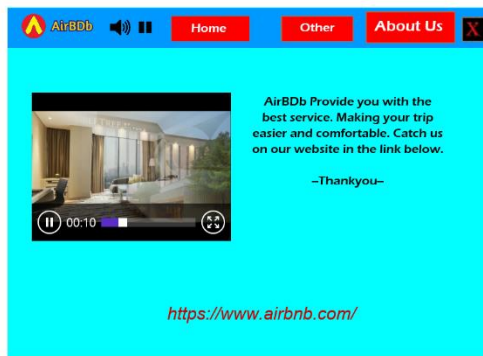 AirBDb
Home
Other
About Us
X
AirBDb Provide you with the
best service. Making your trip
easier and comfortable. Catch us
on our website in the link below.
--Thankyou--
00:10
https://www.airbnb.com/